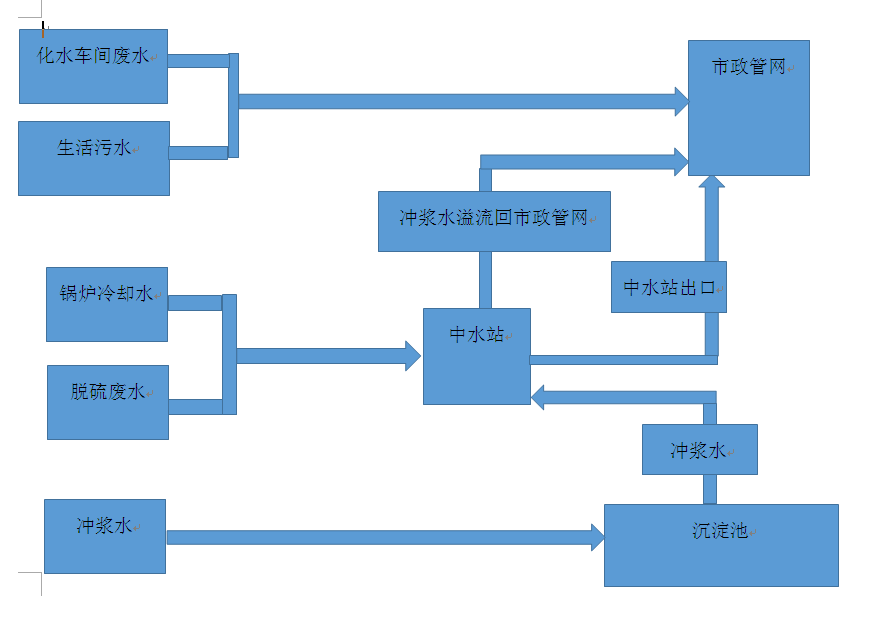 化水车间废水
市政管网
生活污水
冲浆水溢流回市政管网
锅炉冷却水
中水站出口
中水站
脱硫废水
冲浆水
冲浆水
沉淀池